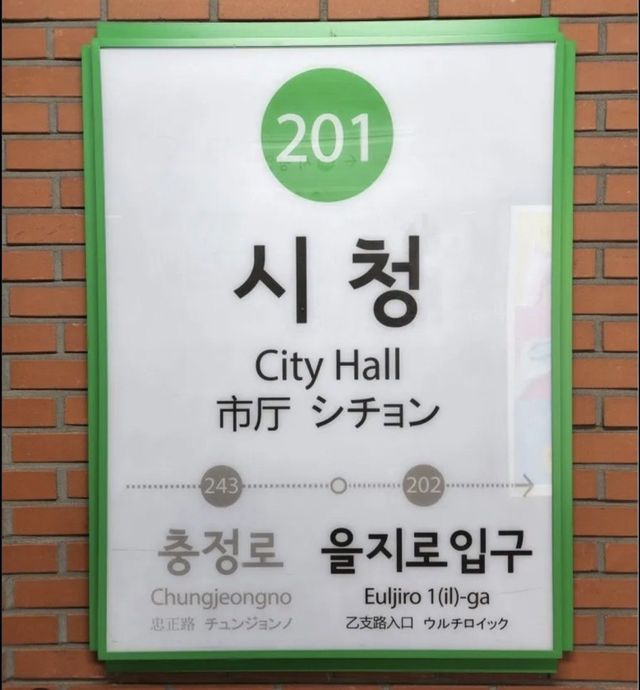 201
시청
City Hall
市厅 シチョン
243 202
충정로 을지로입구
Chungjeongno Euljiro 1(il)-ga
忠正路 チュンジョンノ 乙支路入口 ウルチロイック